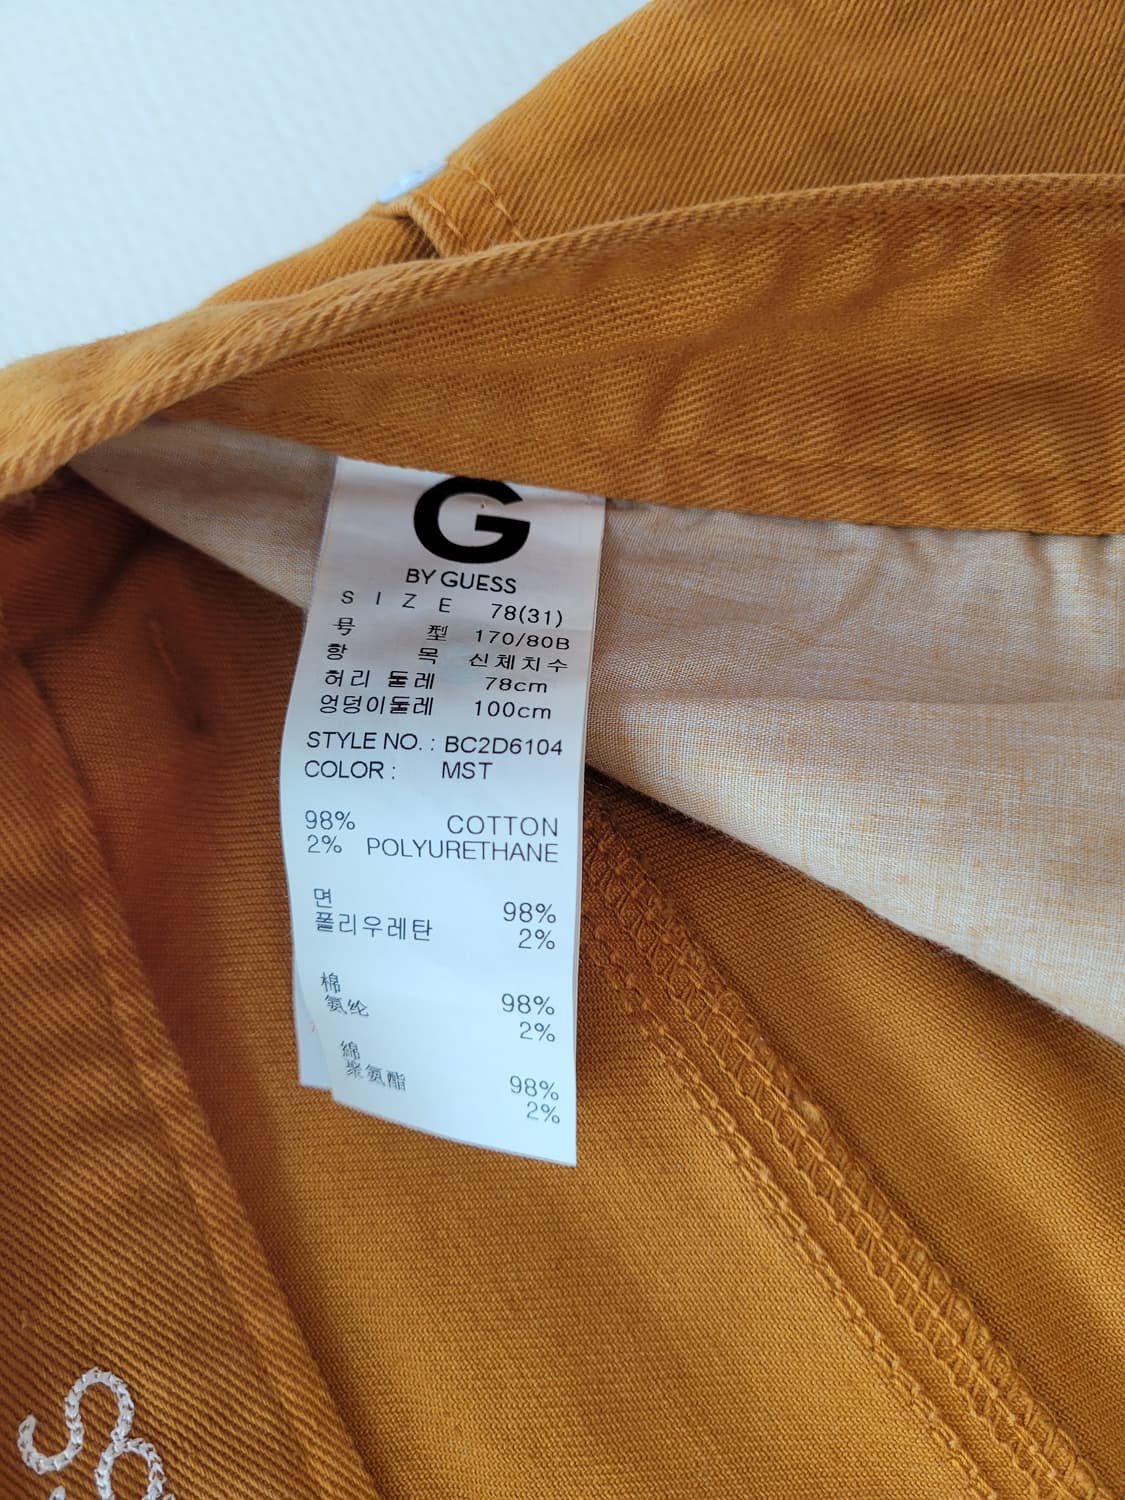 G
BY GUESS
SIZE 78(31)
号型 170/80B
항목 신체치수
허리 둘레 78cm
엉덩이둘레 100cm
STYLE NO. : BC2D6104
COLOR : MST
98% COTTON
2% POLYURETHANE
면 98%
폴리우레탄 2%
棉 98%
氨纶 2%
綿 98%
聚氨酯 2%